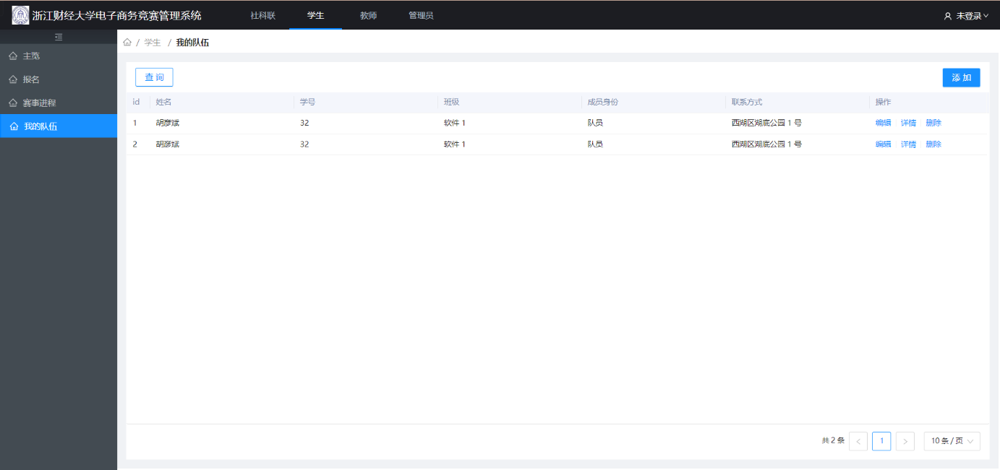 浙江财经大学电子商务竞赛管理系统 社科联 学生 教师 管理员 未登录
/ 学生 / 我的队伍
主览
报名
赛事进程
我的队伍
查 询 添 加
id 姓名 学号 班级 成员身份 联系方式 操作
1 胡彦斌 32 软件 1 队员 西湖区湖底公园 1 号 编辑 详情 删除
2 胡彦斌 32 软件 1 队员 西湖区湖底公园 1 号 编辑 详情 删除
共 2 条 < 1 > 10 条 / 页